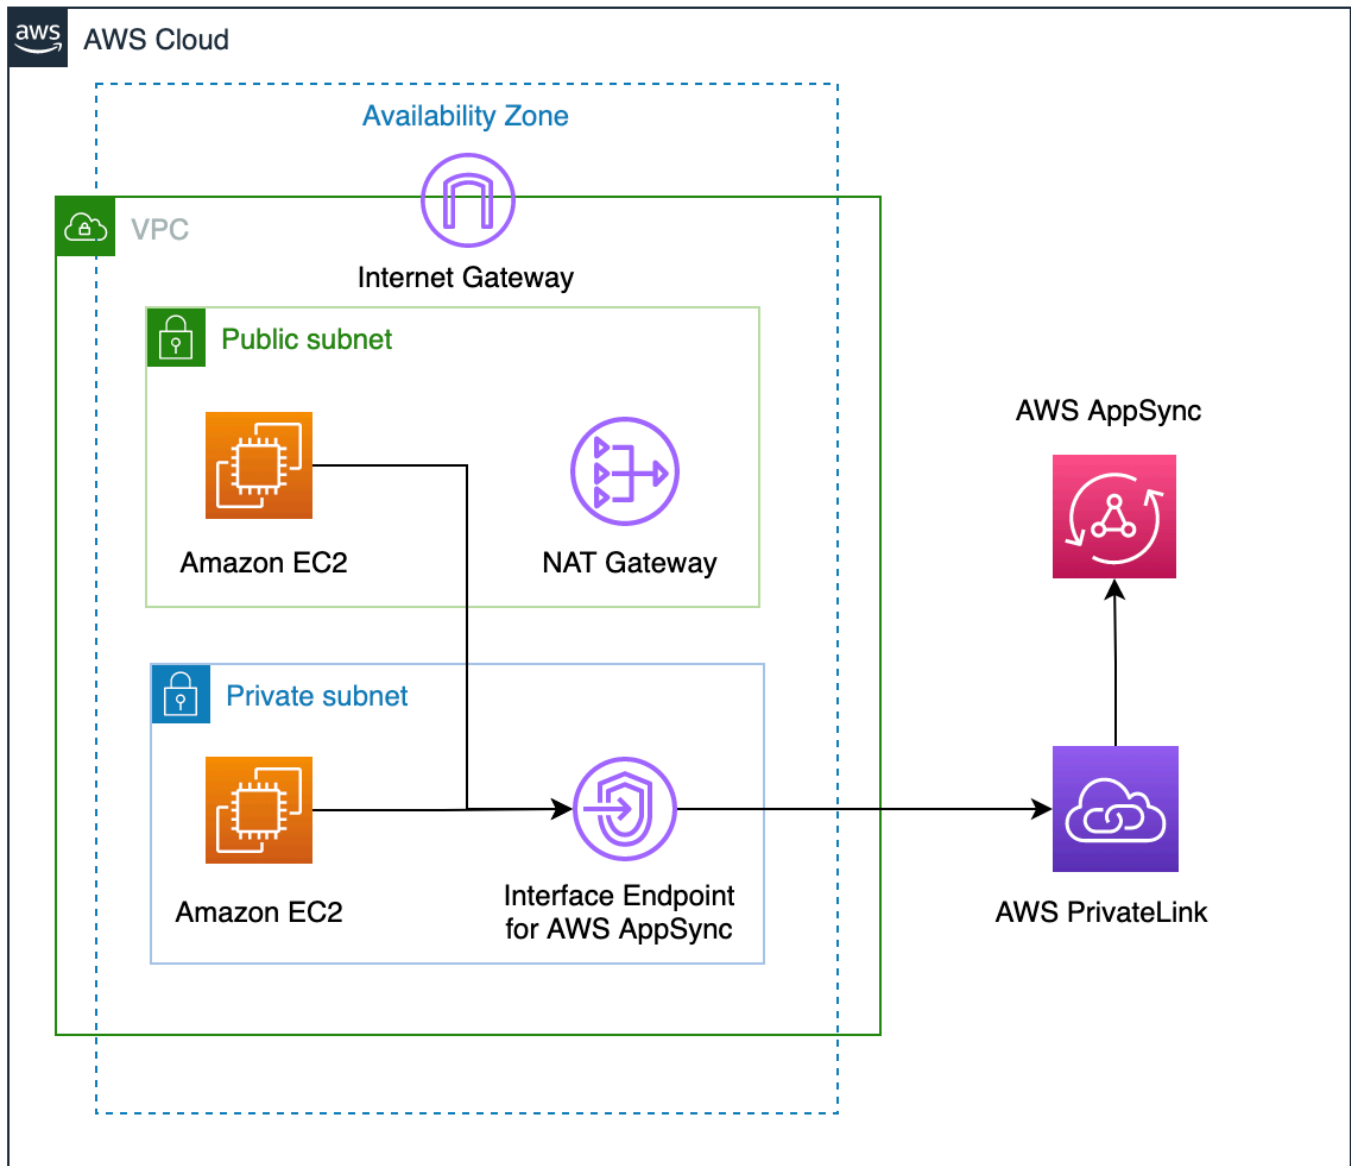 aws
AWS Cloud
Availability Zone
VPC
Internet Gateway
Public subnet
Amazon EC2
NAT Gateway
AWS AppSync
Private subnet
Amazon EC2
Interface Endpoint
for AWS AppSync
AWS PrivateLink